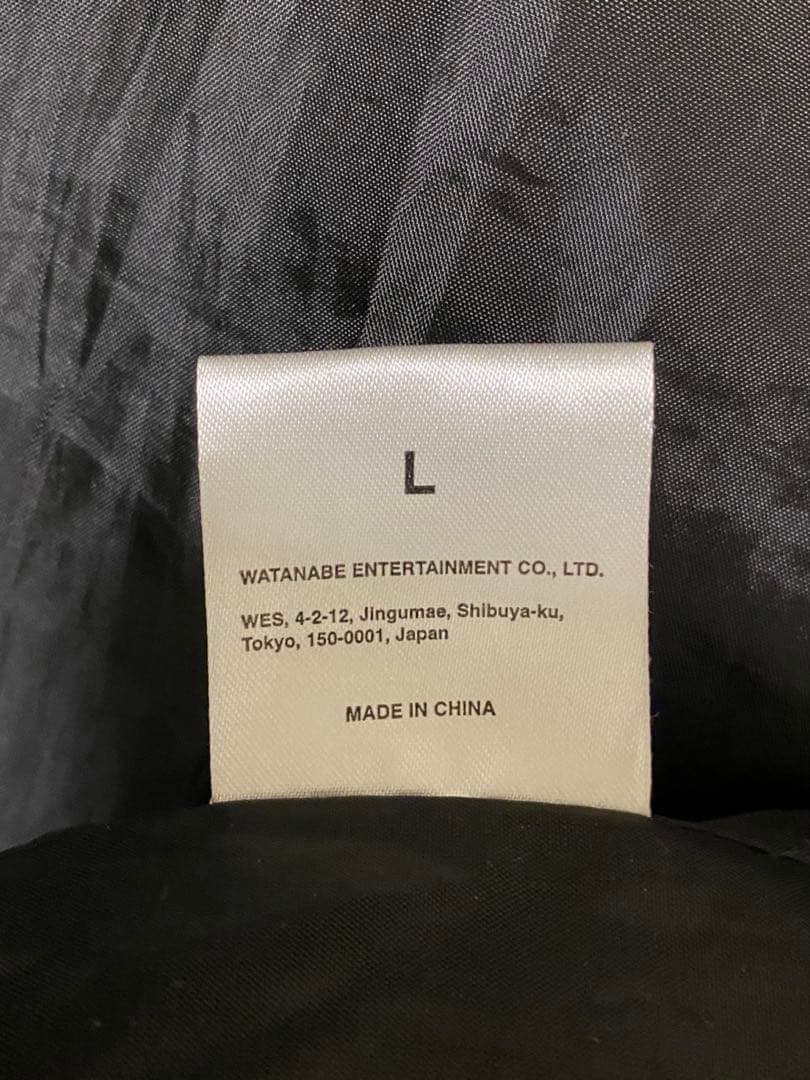 L
WATANABE ENTERTAINMENT CO., LTD.
WES, 4-2-12, Jingumae, Shibuya-ku,
Tokyo, 150-0001, Japan
MADE IN CHINA